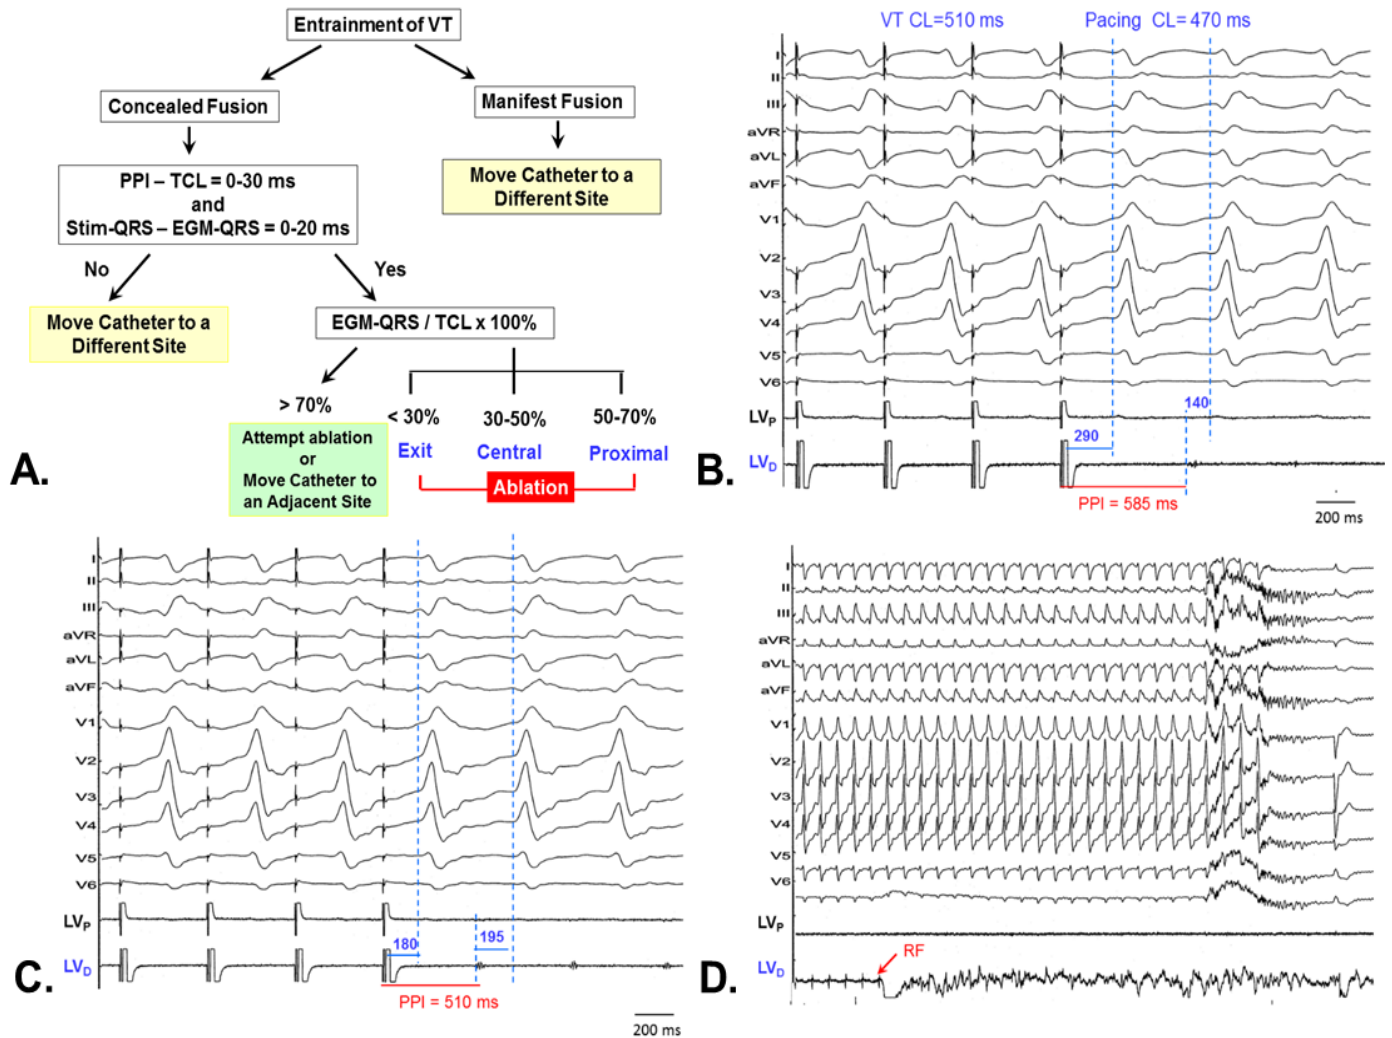 Entrainment of VT
Concealed Fusion
Manifest Fusion
PPI – TCL = 0-30 ms
and
Stim-QRS – EGM-QRS = 0-20 ms
Move Catheter to a
Different Site
No
Yes
Move Catheter to a
Different Site
EGM-QRS / TCL x 100%
> 70%
< 30%
30-50%
50-70%
Attempt ablation
or
Move Catheter to
an Adjacent Site
Exit
Central
Proximal
Ablation
A.
VT CL=510 ms
Pacing CL= 470 ms
I
II
III
aVR
aVL
aVF
V1
V2
V3
V4
V5
V6
LVP
140
290
LVD
B.
PPI = 585 ms
200 ms
I
II
III
aVR
aVL
aVF
V1
V2
V3
V4
V5
V6
LVP
180
195
LVD
C.
PPI = 510 ms
200 ms
I
II
III
aVR
aVL
aVF
V1
V2
V3
V4
V5
V6
LVP
RF
LVD
D.